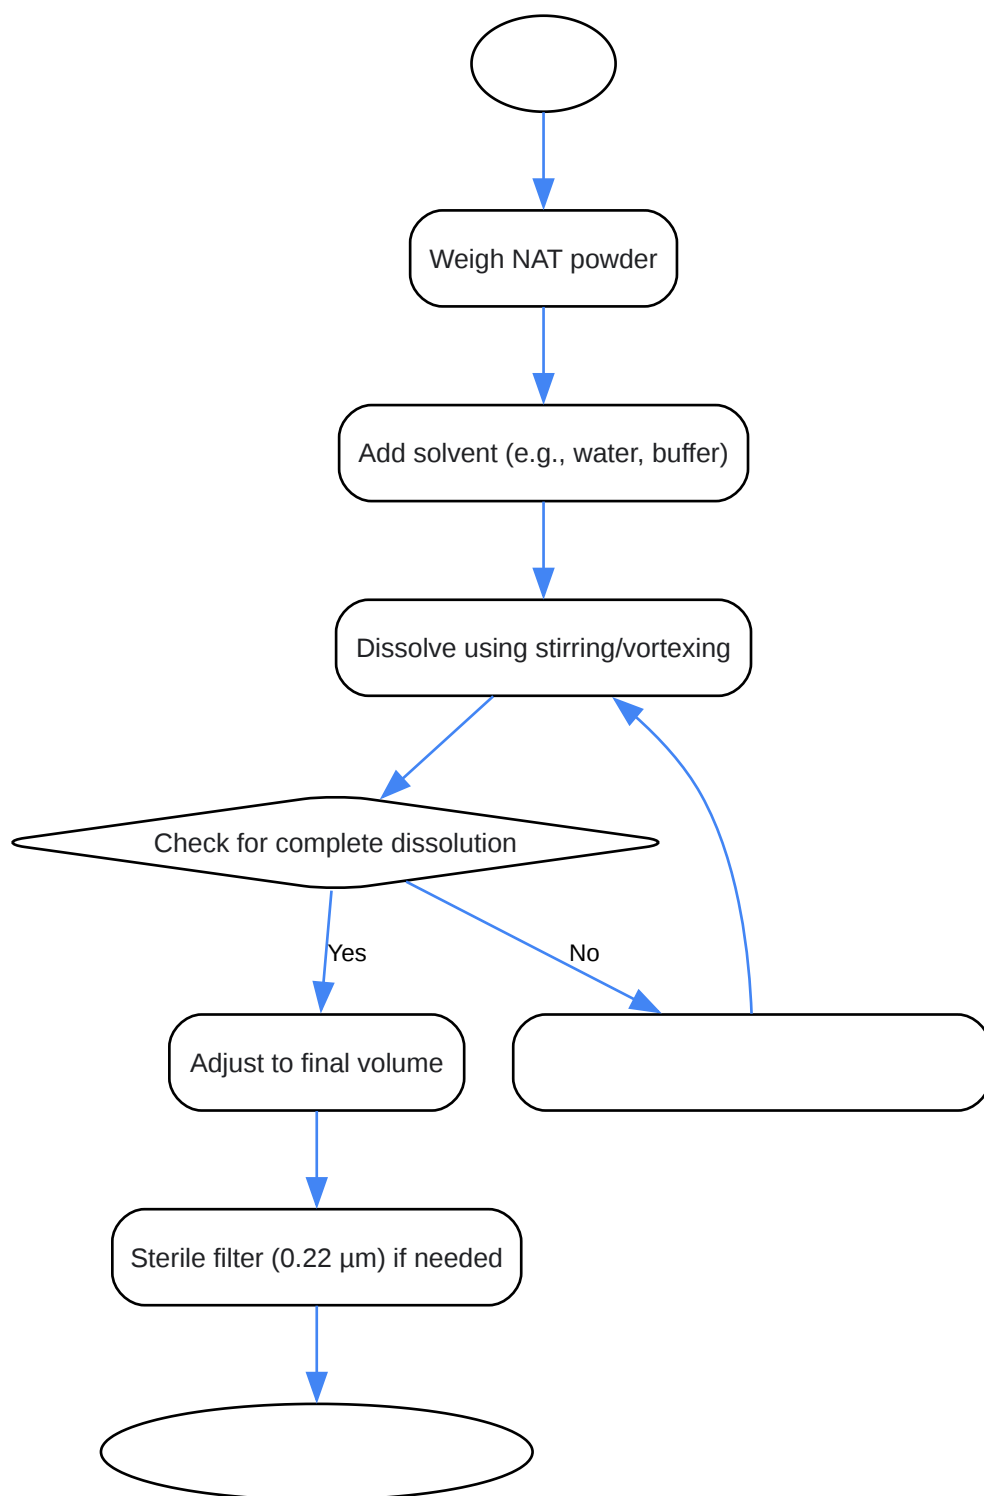 Weigh NAT powder
Add solvent (e.g., water, buffer)
Dissolve using stirring/vortexing
Check for complete dissolution
Yes
No
Adjust to final volume
Sterile filter (0.22 µm) if needed